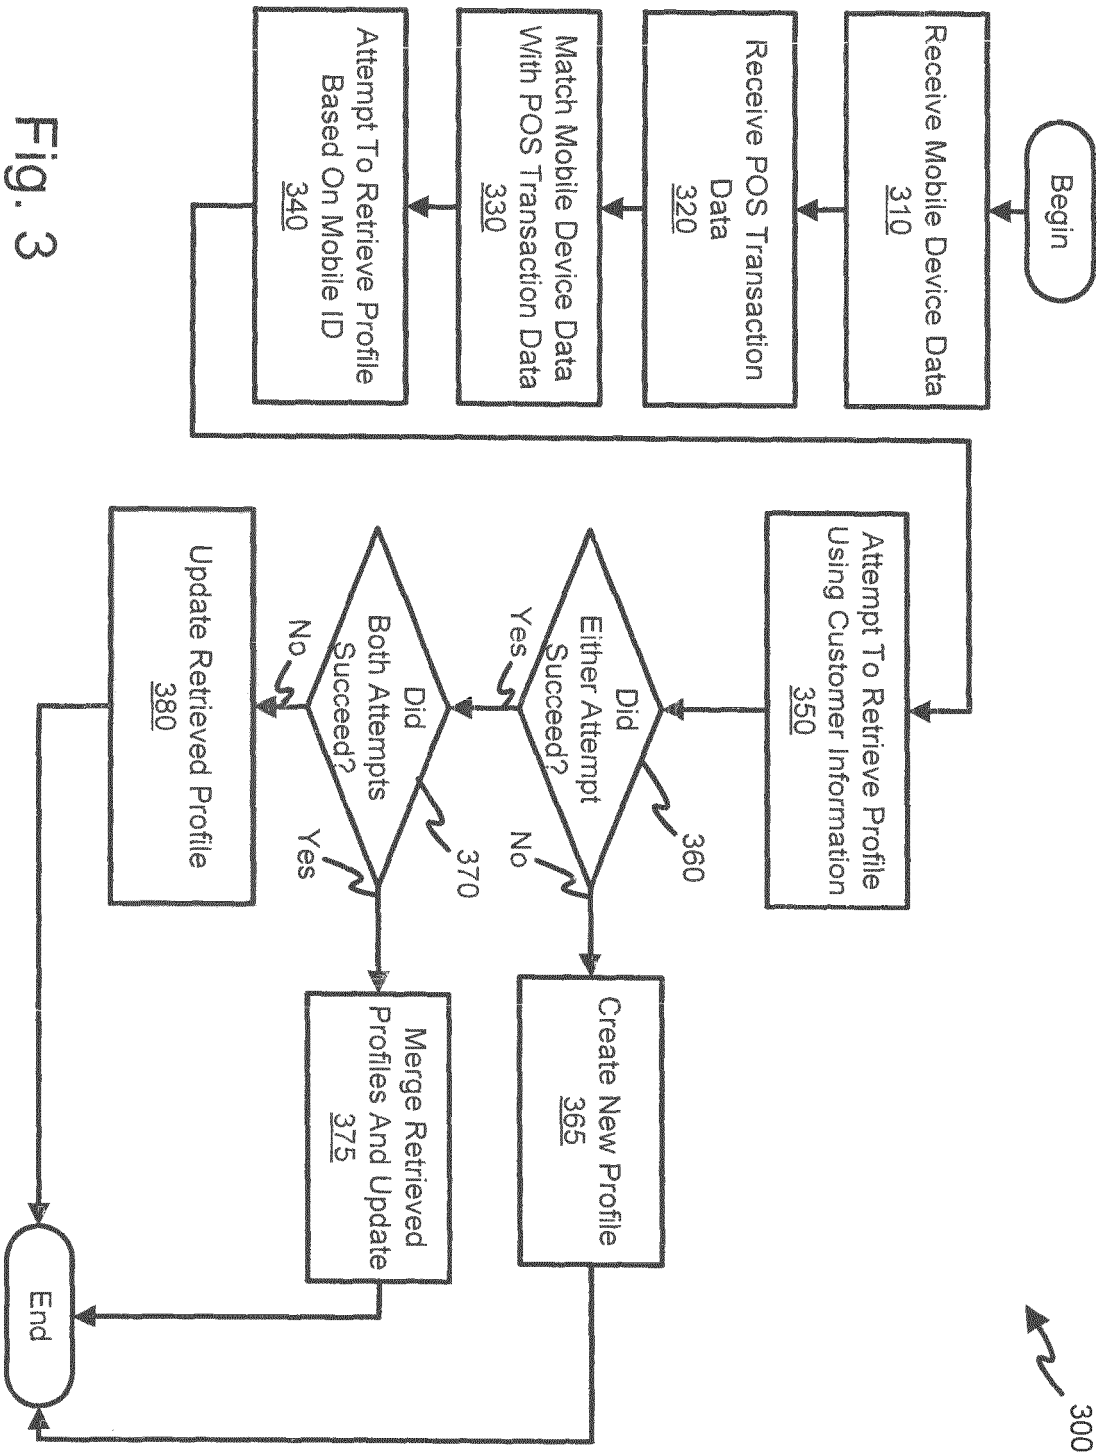 300
Begin
Receive Mobile Device Data
310
Receive POS Transaction
Data
320
Match Mobile Device Data
With POS Transaction Data
330
Attempt To Retrieve Profile
Based On Mobile ID
340
Attempt To Retrieve Profile
Using Customer Information
350
Did
Either Attempt
Succeed?
360
No
Yes
Create New Profile
365
Did
Both Attempts
Succeed?
370
Yes
No
Merge Retrieved
Profiles And Update
375
Update Retrieved Profile
380
End
Fig. 3